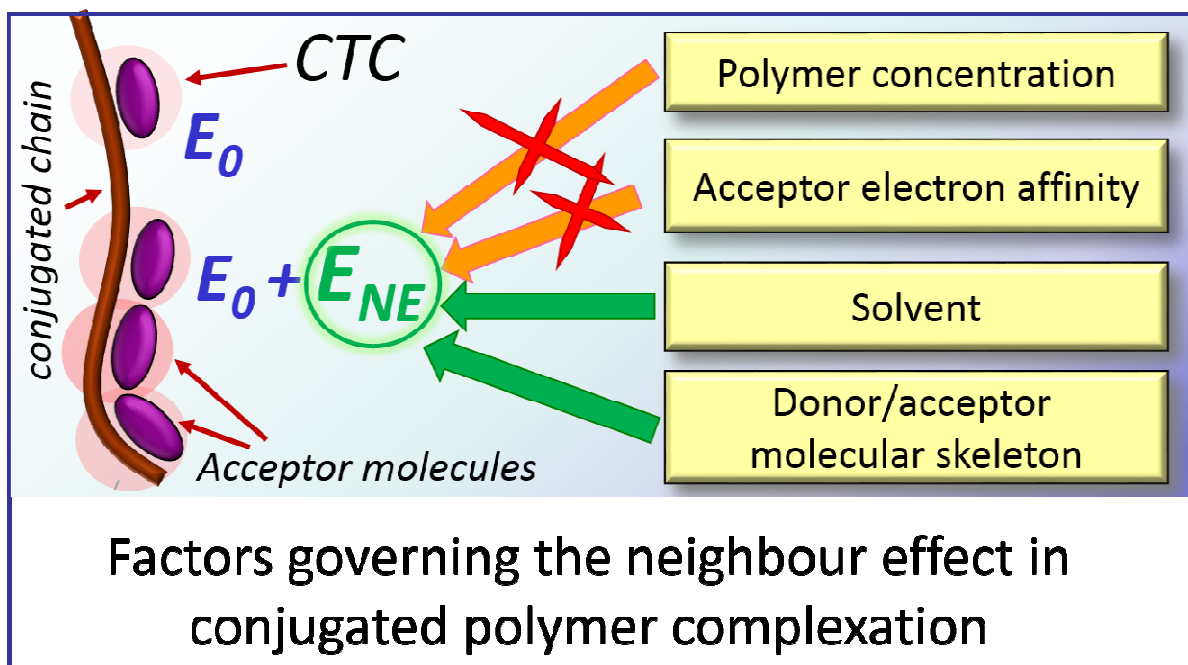 CTC
conjugated chain
E0
E0 + ENE
Acceptor molecules
Polymer concentration
Acceptor electron affinity
Solvent
Donor/acceptor
molecular skeleton
Factors governing the neighbour effect in
conjugated polymer complexation